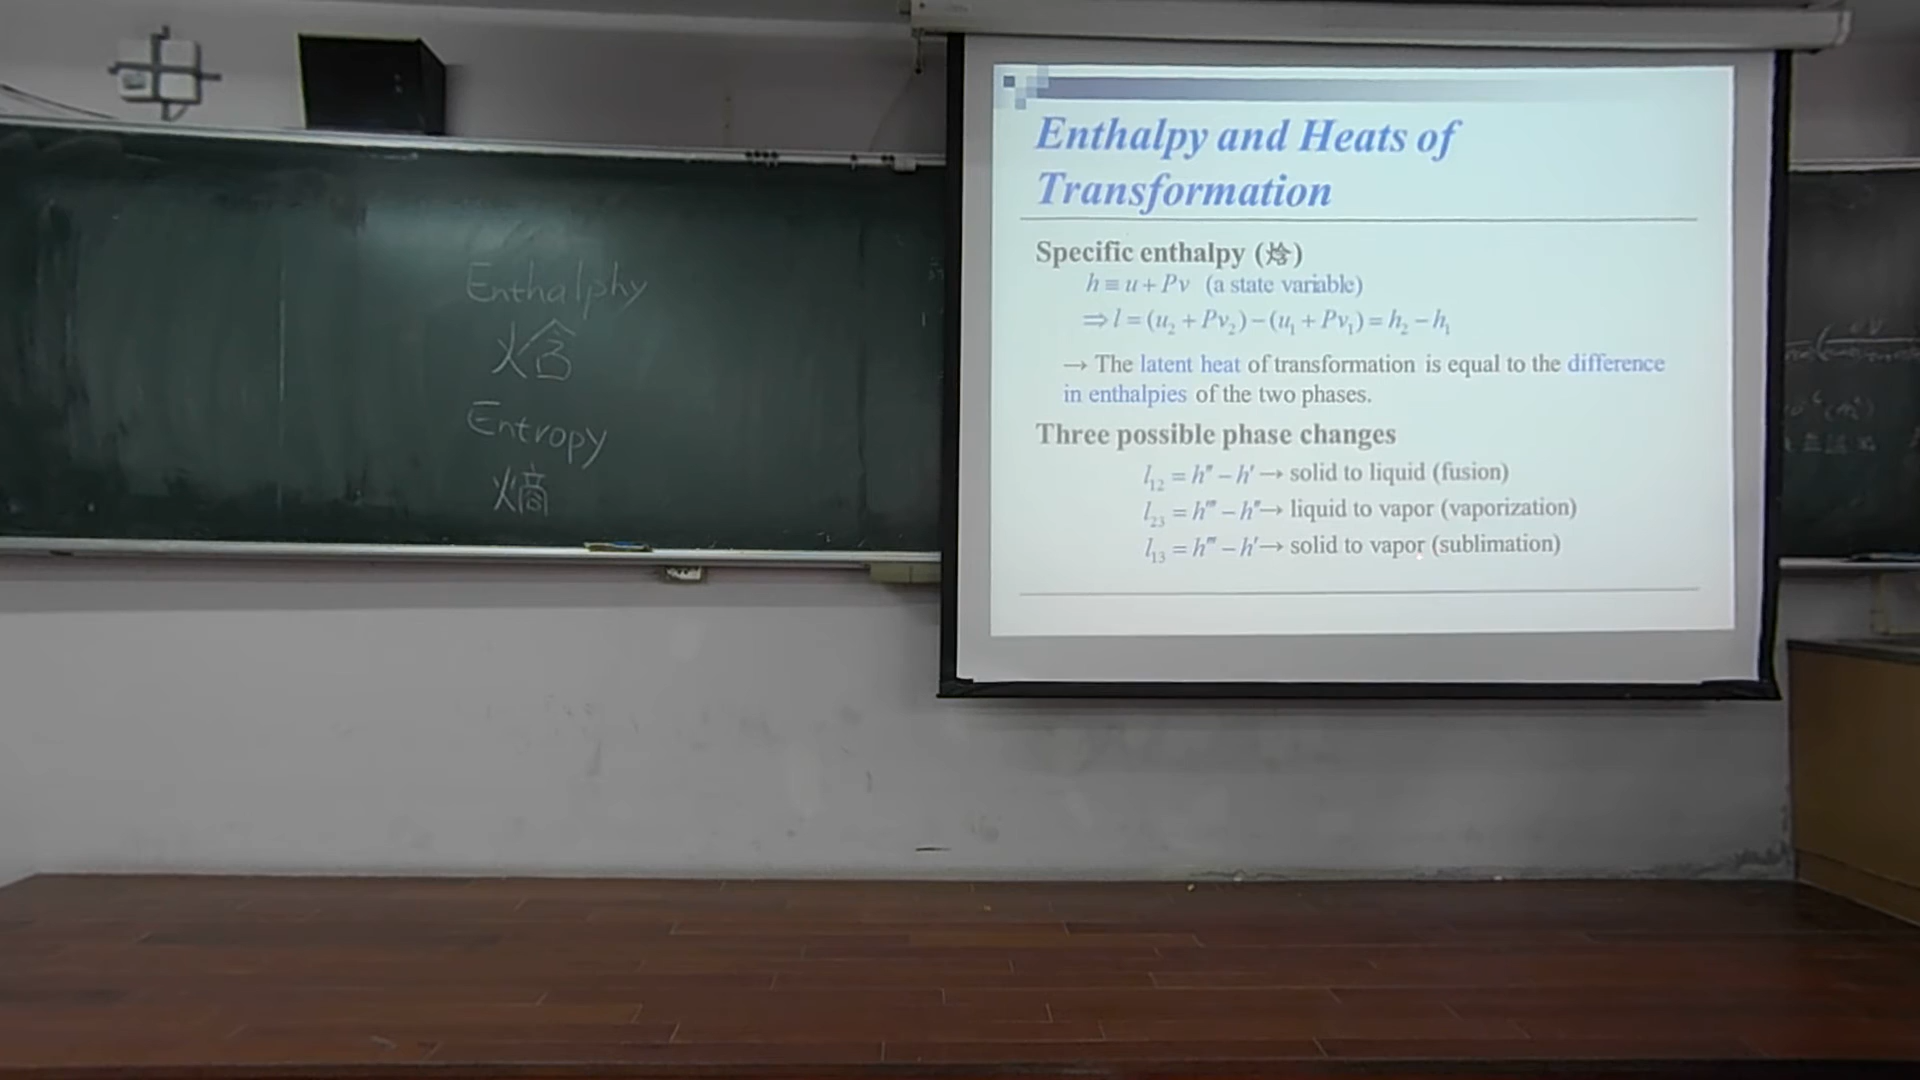 Enthalphy
焓
Entropy
熵
Enthalpy and Heats of
Transformation
Specific enthalpy (焓)
h ≡ u + Pv (a state variable)
⇒ l = (u₂ + Pv₂) − (u₁ + Pv₁) = h₂ − h₁
→ The latent heat of transformation is equal to the difference
in enthalpies of the two phases.
Three possible phase changes
l₁₂ = h″ − h′ → solid to liquid (fusion)
l₂₃ = h‴ − h″ → liquid to vapor (vaporization)
l₁₃ = h‴ − h′ → solid to vapor (sublimation)